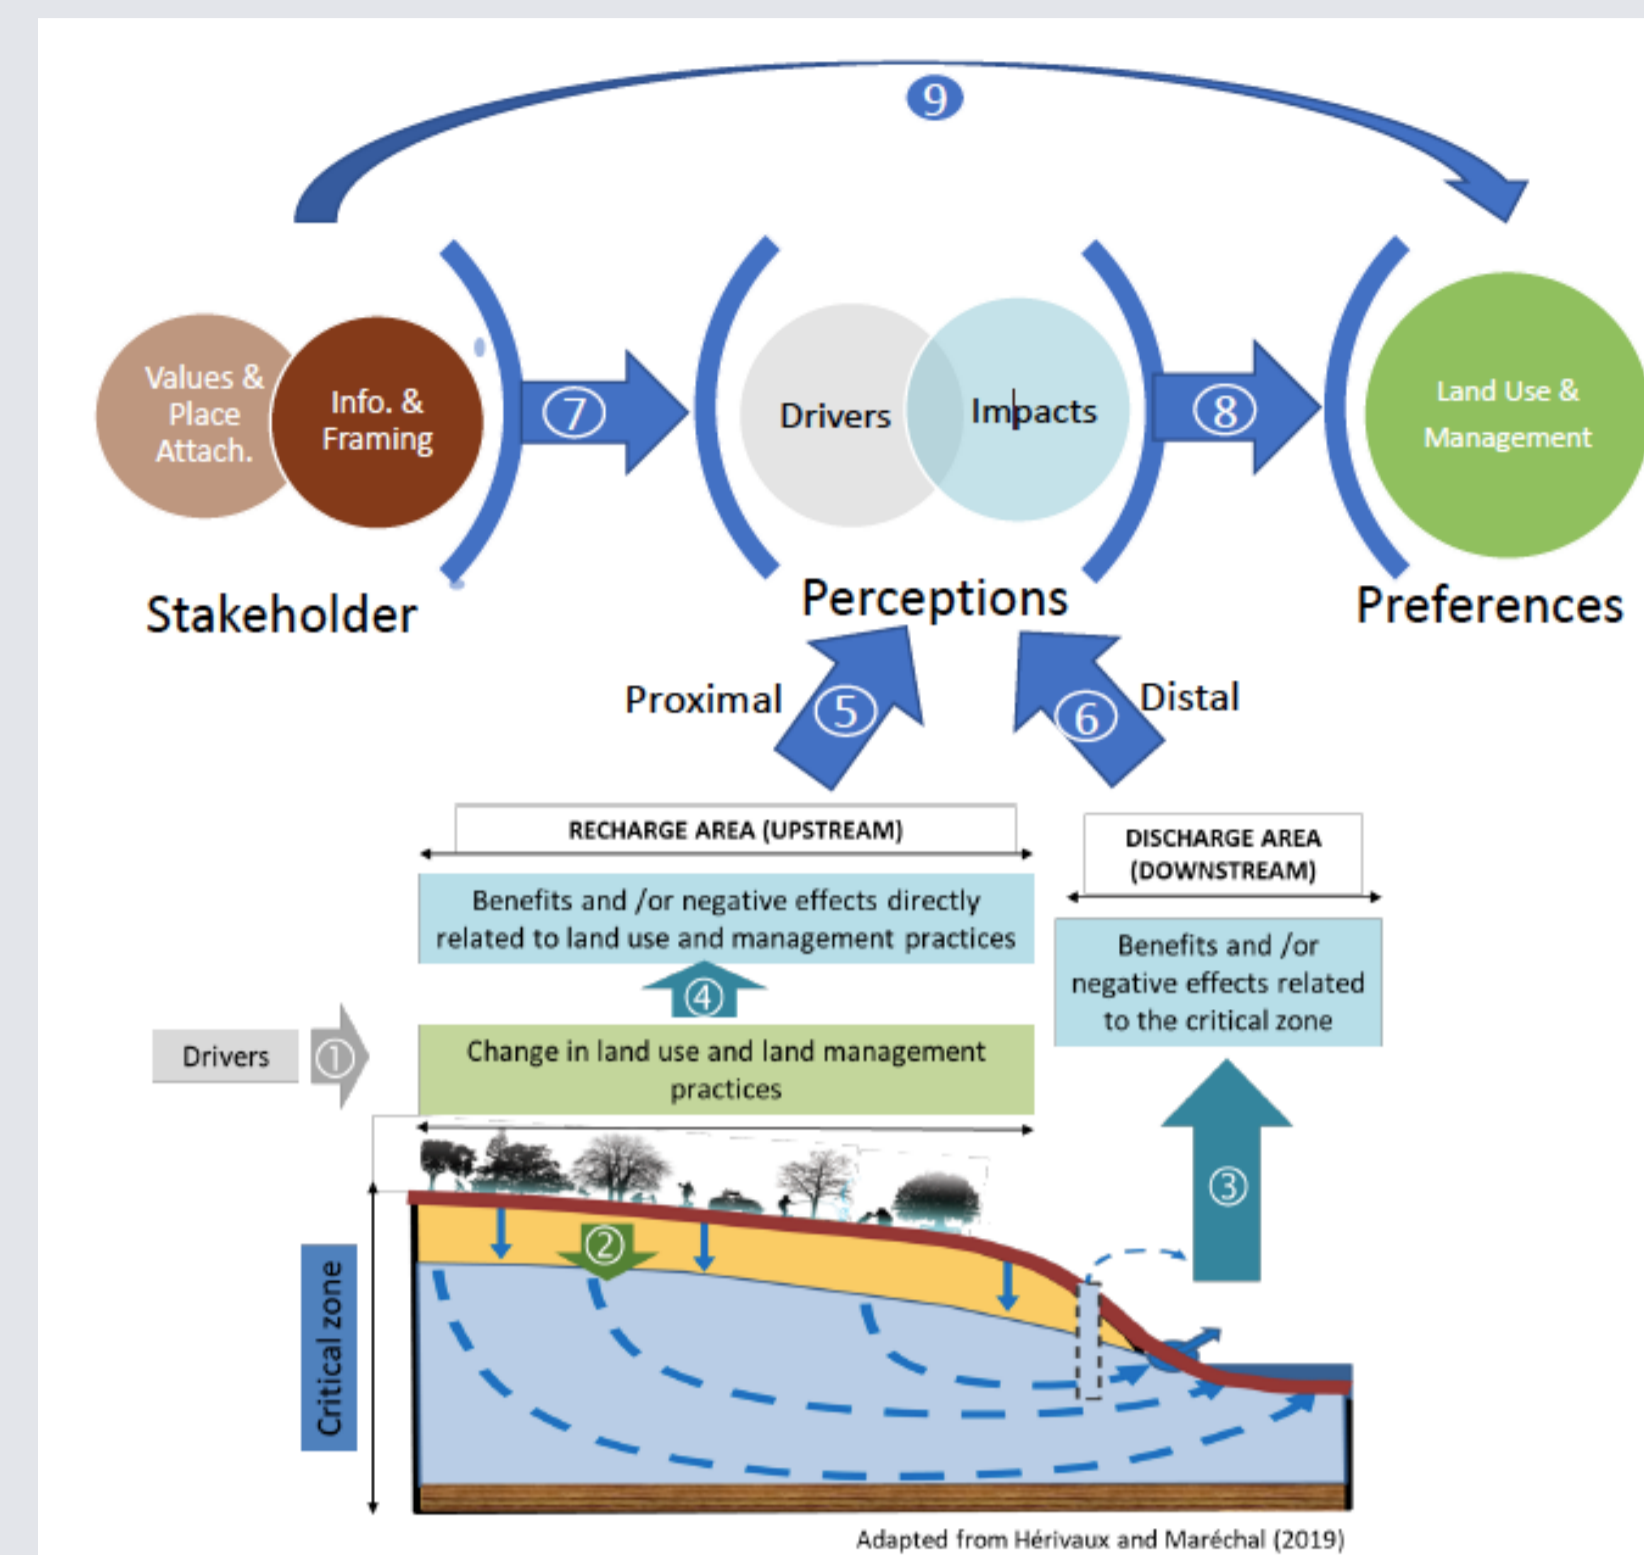 9
Values &
Place
Attach.
Info. &
Framing
7
Drivers
Impacts
8
Land Use &
Management
Stakeholder
Perceptions
Preferences
Proximal
5
6
Distal
RECHARGE AREA (UPSTREAM)
DISCHARGE AREA
(DOWNSTREAM)
Benefits and /or negative effects directly
related to land use and management practices
Benefits and /or
negative effects related
to the critical zone
4
Drivers
1
Change in land use and land management
practices
3
2
Critical zone
Adapted from Hérivaux and Maréchal (2019)